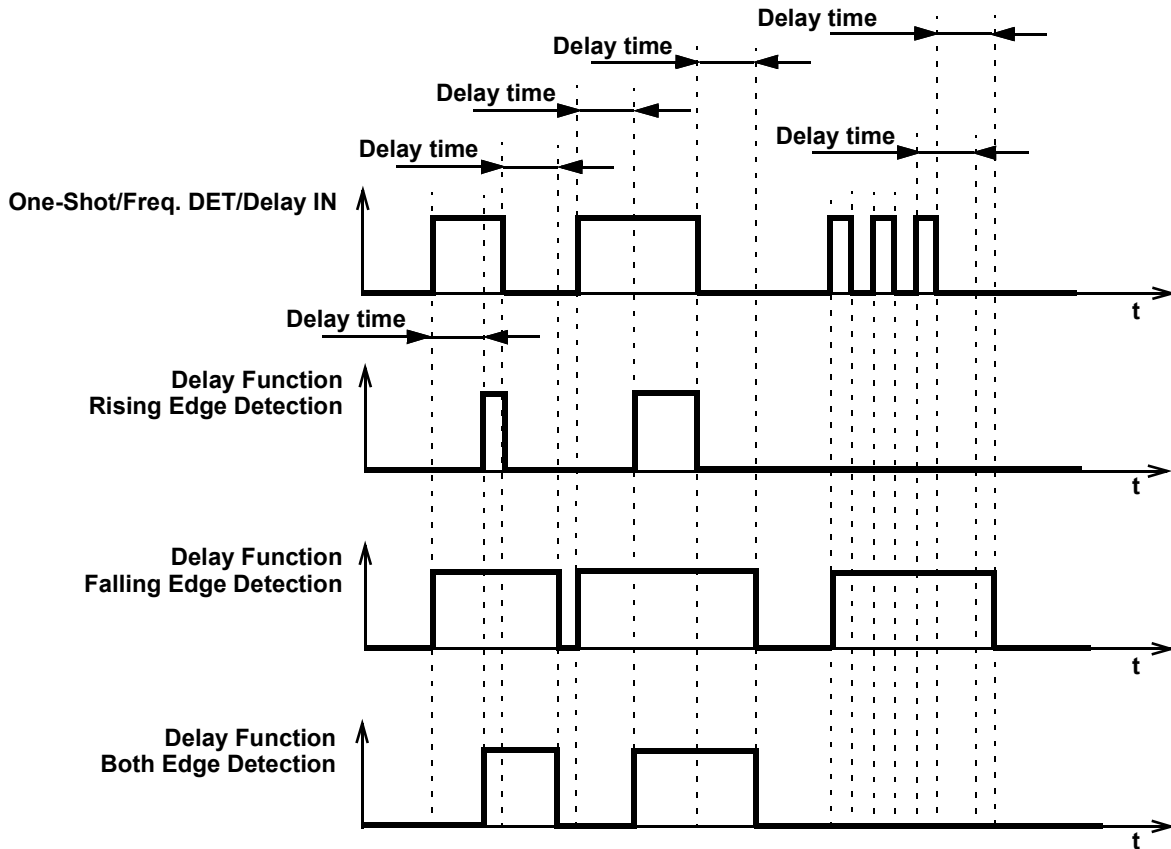 Delay time
Delay time
Delay time
Delay time
Delay time
One-Shot/Freq. DET/Delay IN
t
Delay time
Delay Function
Rising Edge Detection
t
Delay Function
Falling Edge Detection
t
Delay Function
Both Edge Detection
t